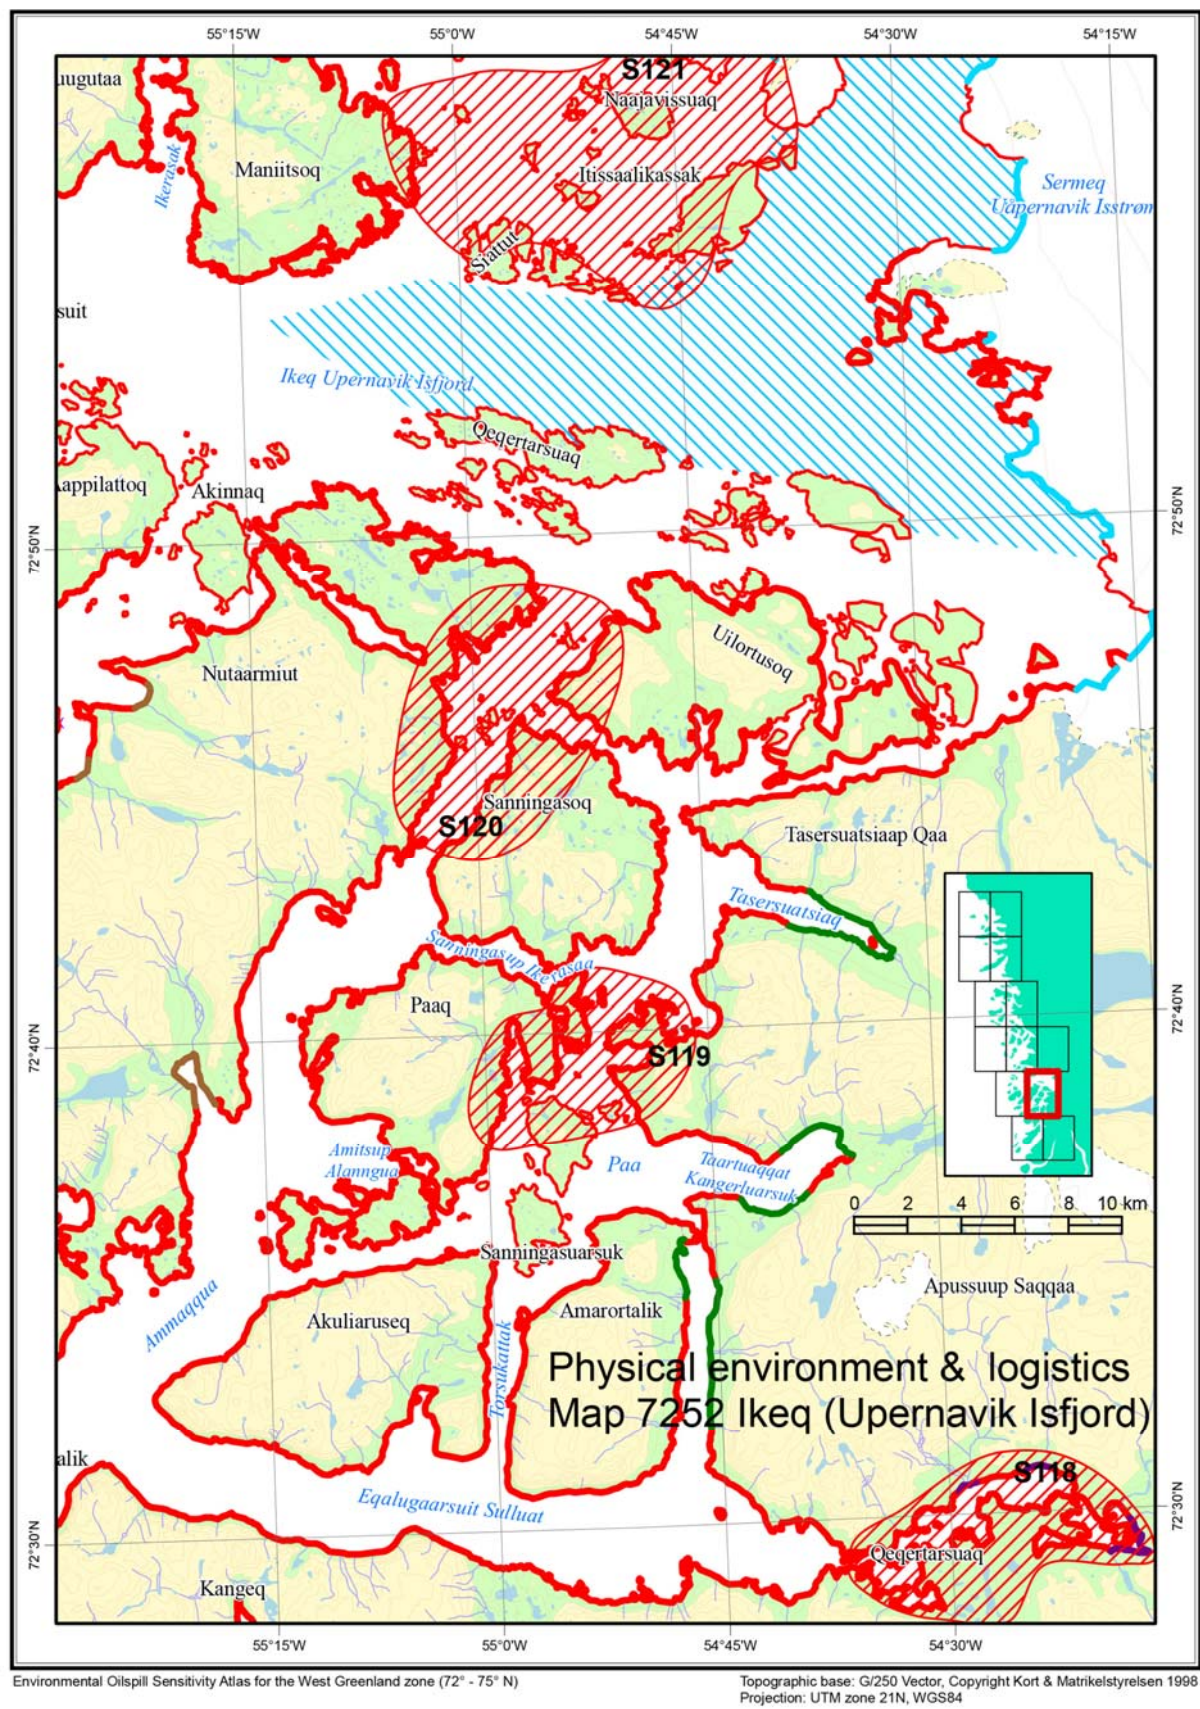 55°15'W 55°0'W 54°45'W 54°30'W 54°15'W
S121
uugutaa
Naajavissuaq
Ikerasak
Maniitsoq
Itissaalikassak
Sermeq
Uapernavik Isstrøm
Siattut
suit
Ikeq Upernavik Isfjord
Qeqertarsuaq
appilattoq
Akinnaq
72°50'N
72°50'N
Uilortusoq
Nutaarmiut
Sanningasoq
S120
Tasersuatsiaap Qaa
Tasersuatsiaq
Sanningasup Ikerasaa
Paaq
72°40'N
72°40'N
S119
Amitsup
Alanngua
Paa
Taartuaqqat
Kangerluarsuk
0 2 4 6 8 10 km
Sanningasuarsuk
Ammaqqua
Akuliaruseq
Torsukattak
Amarortalik
Apussuup Saqqaa
Physical environment & logistics
Map 7252 Ikeq (Upernavik Isfjord)
alik
S118
Eqalugaarsuit Sulluat
72°30'N
72°30'N
Qeqertarsuaq
Kangeq
55°15'W 55°0'W 54°45'W 54°30'W
Environmental Oilspill Sensitivity Atlas for the West Greenland zone (72° - 75° N)
Topographic base: G/250 Vector, Copyright Kort & Matrikelstyrelsen 1998
Projection: UTM zone 21N, WGS84